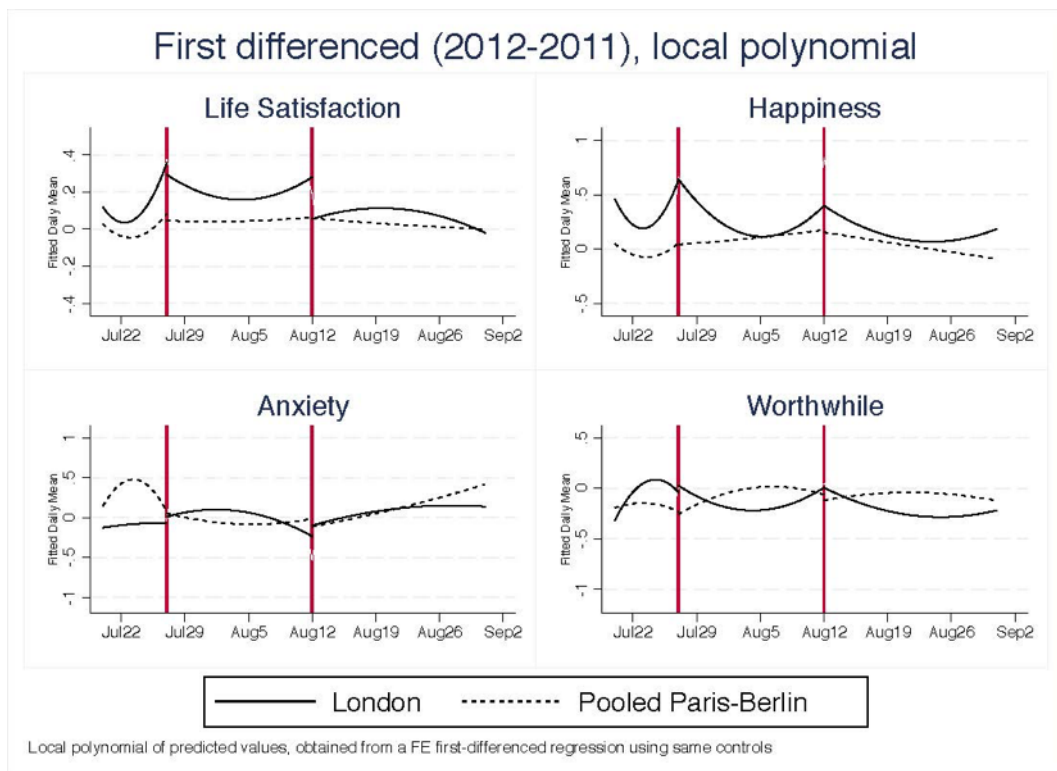 First differenced (2012-2011), local polynomial
Life Satisfaction
Fitted Daily Mean
.4
.2
0
-.2
-.4
Jul22 Jul29 Aug5 Aug12 Aug19 Aug26 Sep2
Happiness
Fitted Daily Mean
1
.5
0
-.5
Jul22 Jul29 Aug5 Aug12 Aug19 Aug26 Sep2
Anxiety
Fitted Daily Mean
1
.5
0
-.5
-1
Jul22 Jul29 Aug5 Aug12 Aug19 Aug26 Sep2
Worthwhile
Fitted Daily Mean
.5
0
-.5
-1
Jul22 Jul29 Aug5 Aug12 Aug19 Aug26 Sep2
London Pooled Paris-Berlin
Local polynomial of predicted values, obtained from a FE first-differenced regression using same controls